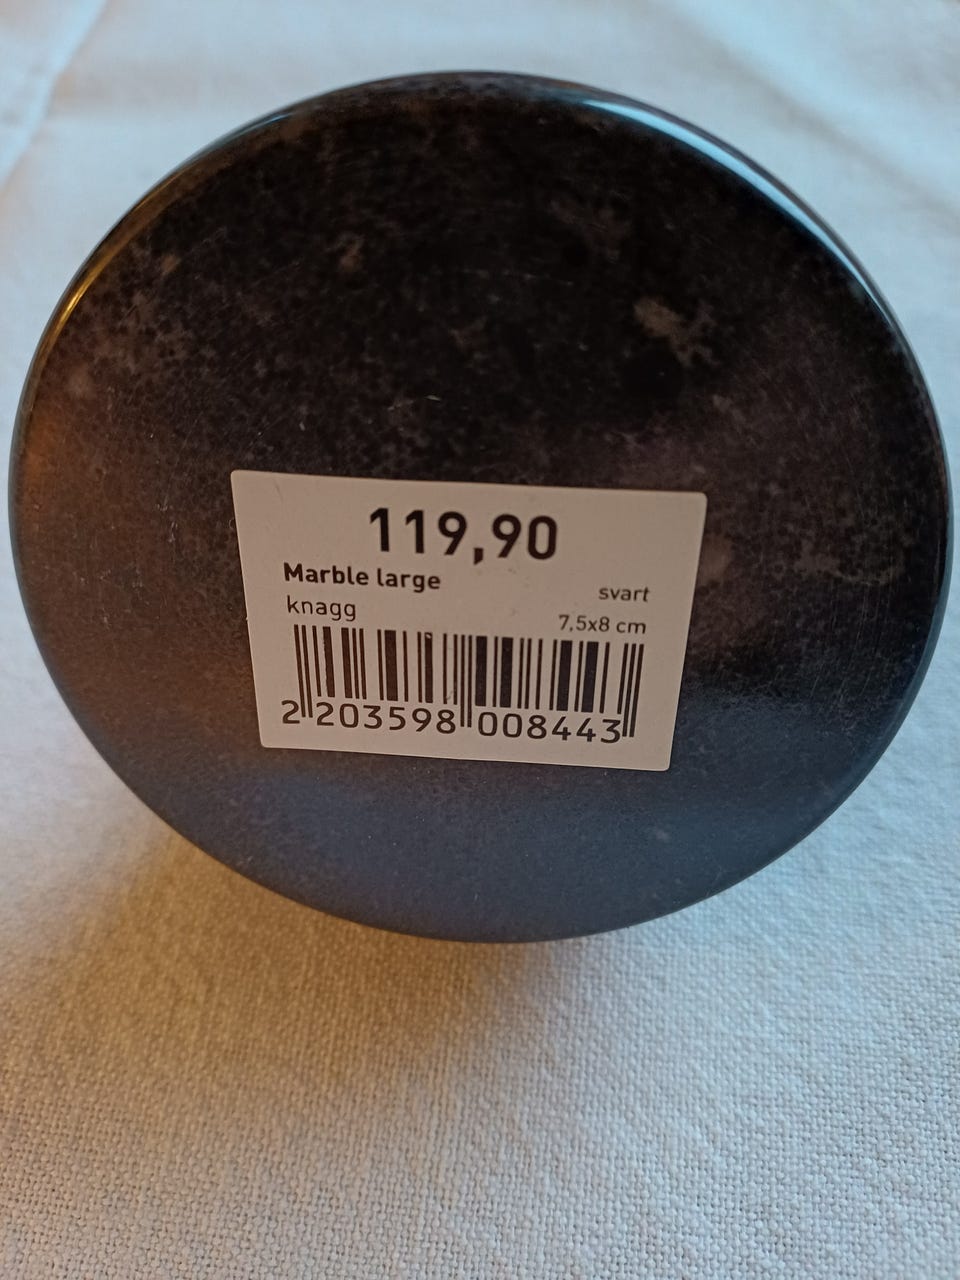 119,90
Marble large
svart
knagg
7,5x8 cm
2 203598 008443